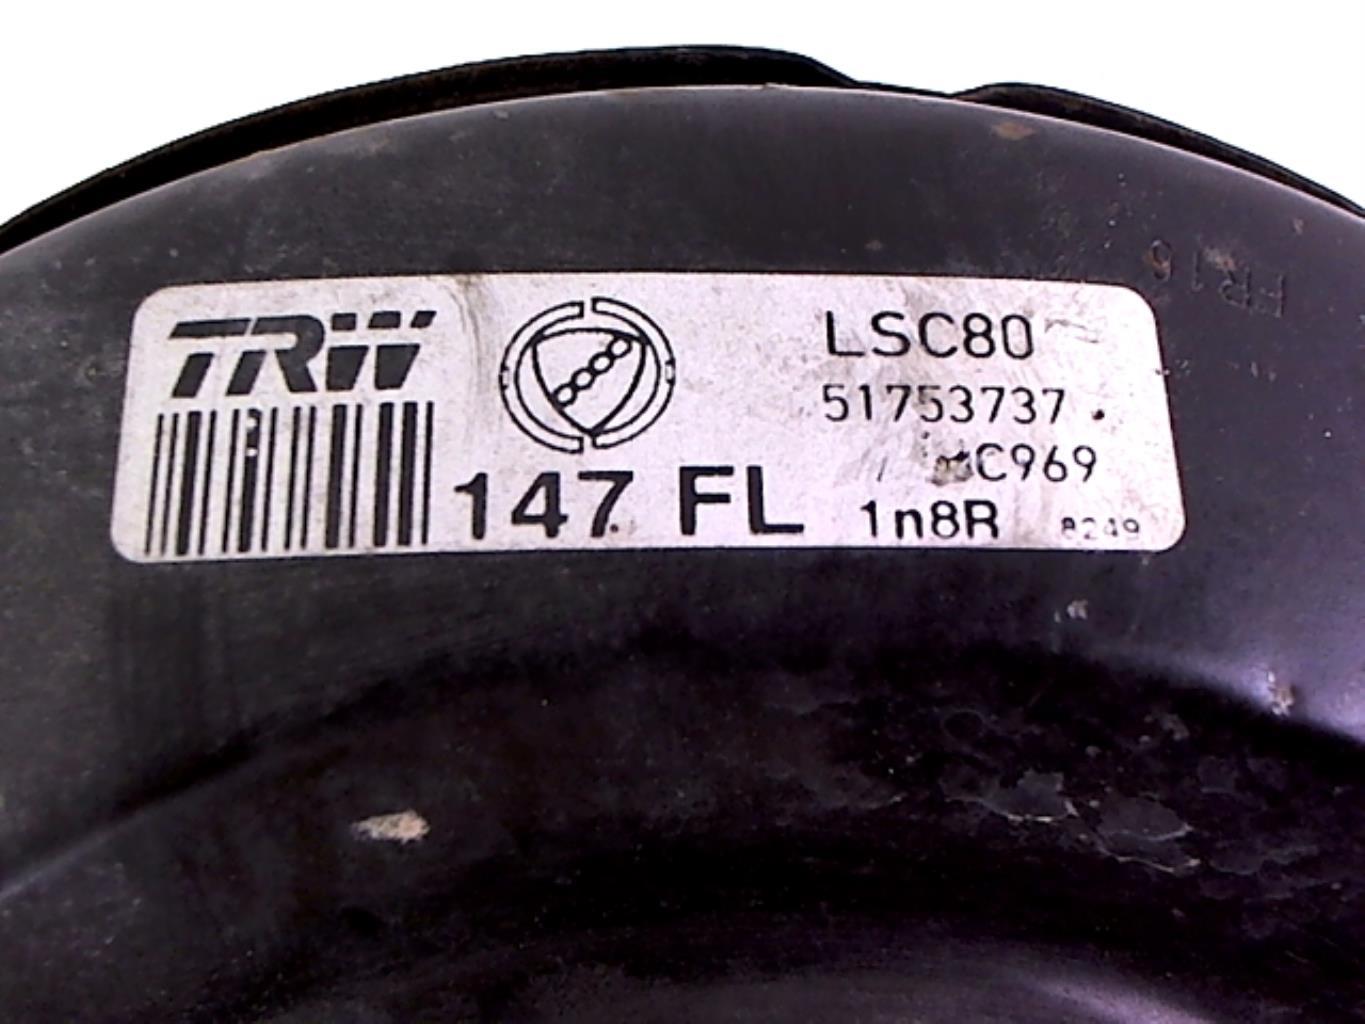 TRW
LSC80
51753737
C969
147 FL 1n8R 8249
FR16